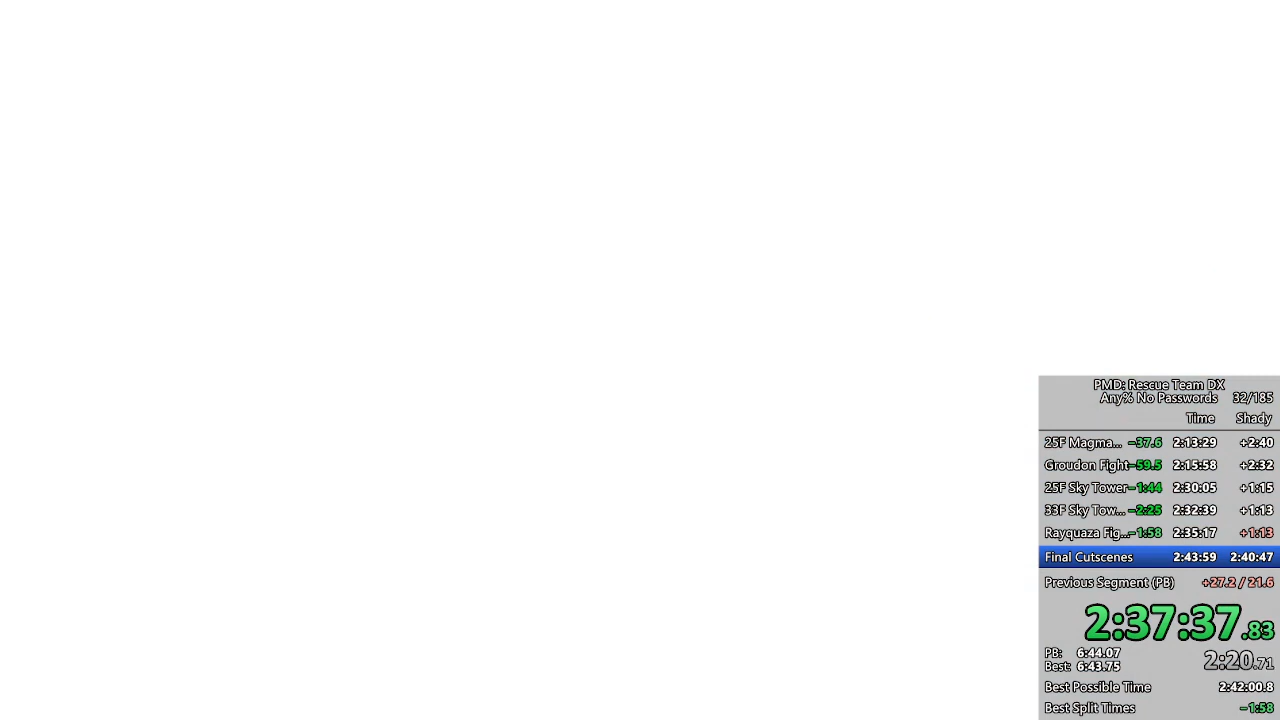 PMD: Rescue Team DX
Any% No Passwords 32/185
Time Shady
25F Magma... -37.6 2:13:29 +2:40
Groudon Fight -59.5 2:15:58 +2:32
25F Sky Tower -1:44 2:30:05 +1:15
33F Sky Tow... -2:25 2:32:39 +1:13
Rayquaza Fig... -1:58 2:35:17 +1:13
Final Cutscenes 2:43:59 2:40:47
Previous Segment (PB) +27.2 / 21.6
2:37:37.83
PB: 6:44.07
Best: 6:43.75 2:20.71
Best Possible Time 2:42:00.8
Best Split Times -1:58